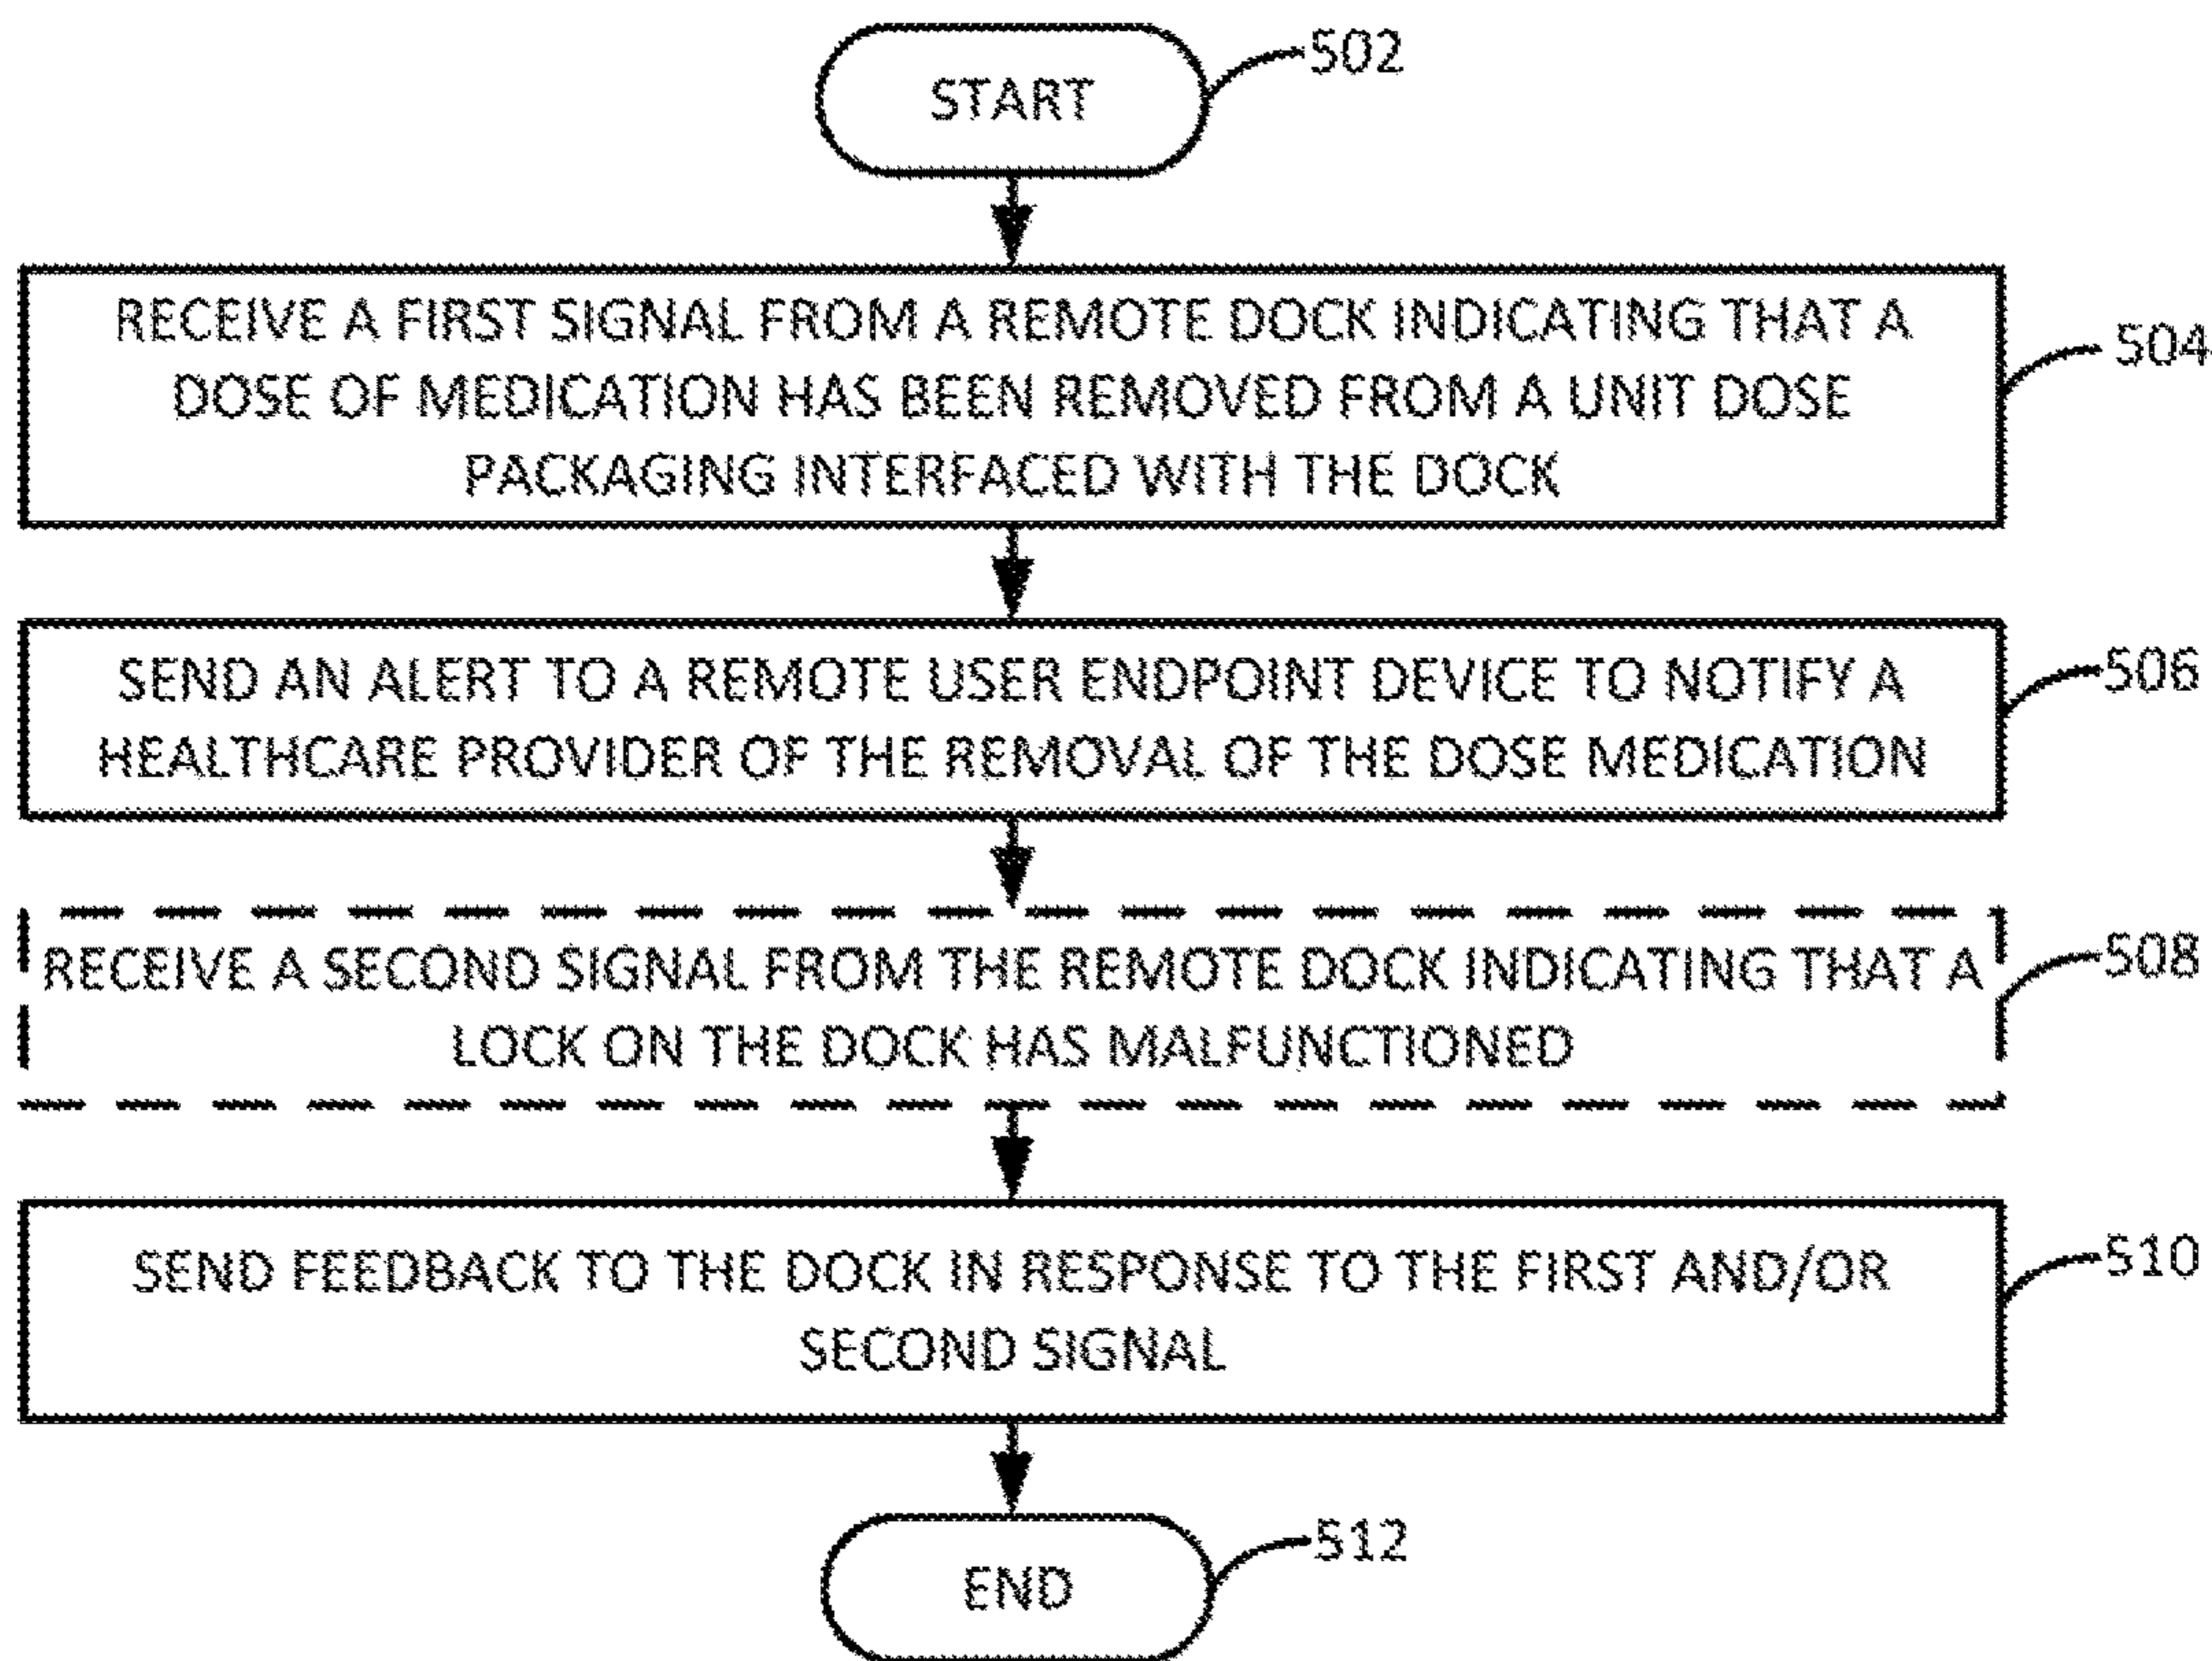 START
502
RECEIVE A FIRST SIGNAL FROM A REMOTE DOCK INDICATING THAT A
DOSE OF MEDICATION HAS BEEN REMOVED FROM A UNIT DOSE
PACKAGING INTERFACED WITH THE DOCK
504
SEND AN ALERT TO A REMOTE USER ENDPOINT DEVICE TO NOTIFY A
HEALTHCARE PROVIDER OF THE REMOVAL OF THE DOSE MEDICATION
506
RECEIVE A SECOND SIGNAL FROM THE REMOTE DOCK INDICATING THAT A
LOCK ON THE DOCK HAS MALFUNCTIONED
508
SEND FEEDBACK TO THE DOCK IN RESPONSE TO THE FIRST AND/OR
SECOND SIGNAL
510
END
512